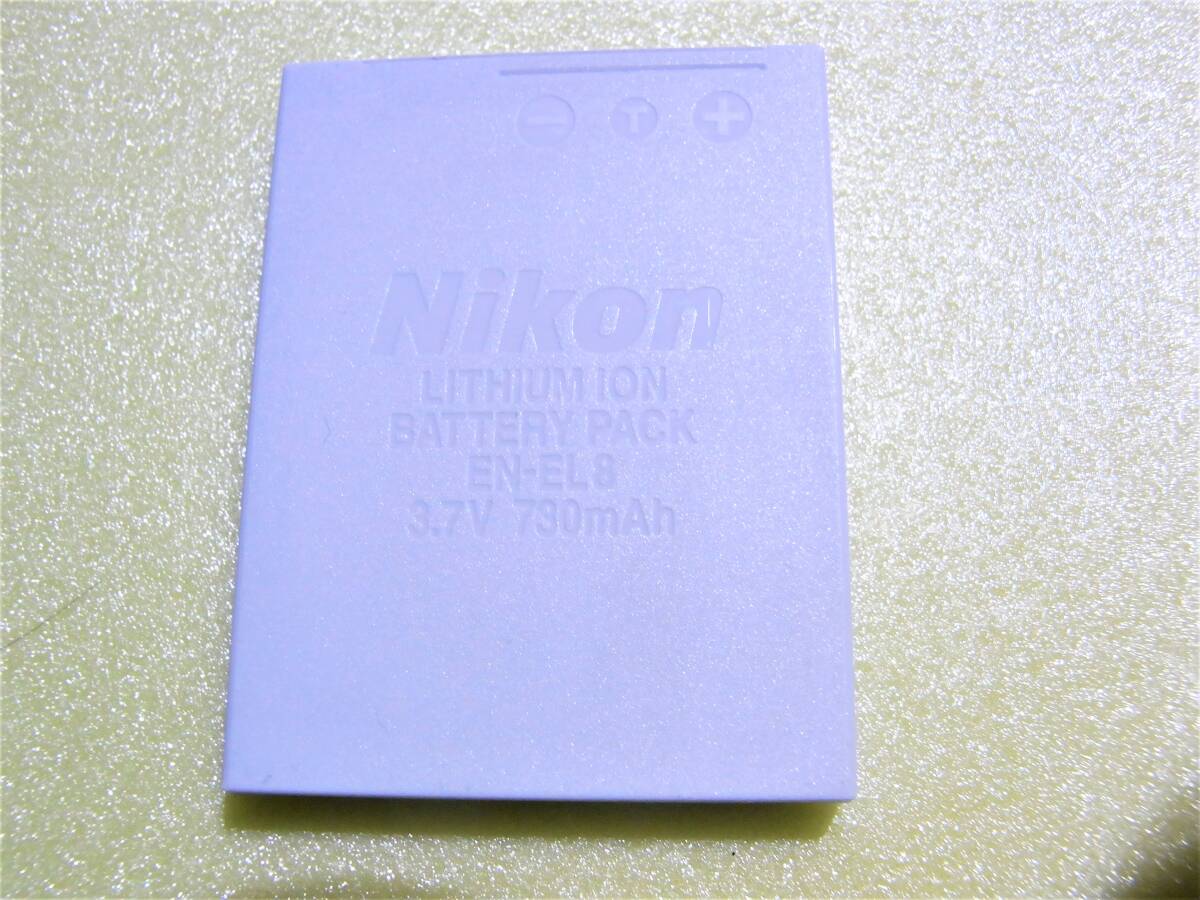 − T +
Nikon
LITHIUM ION
BATTERY PACK
EN-EL8
3.7V 730mAh